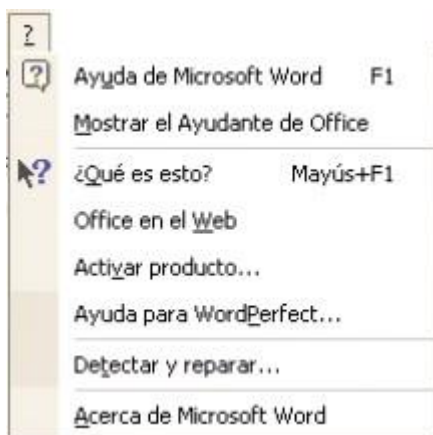 ?
Ayuda de Microsoft Word F1
Mostrar el Ayudante de Office
¿Qué es esto? Mayús+F1
Office en el Web
Activar producto...
Ayuda para WordPerfect...
Detectar y reparar...
Acerca de Microsoft Word